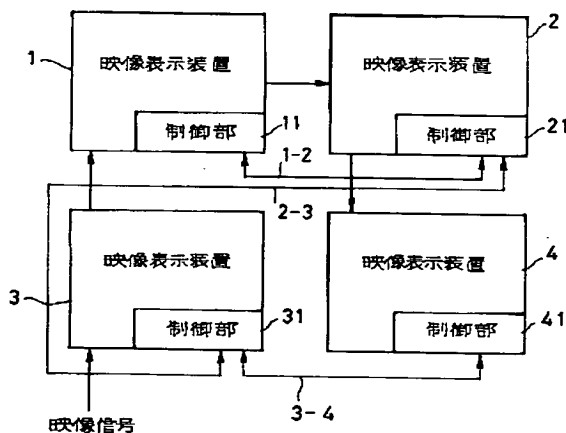 1
映像表示装置
制御部
11
2
映像表示装置
制御部
21
1-2
2-3
3
映像表示装置
制御部
31
4
映像表示装置
制御部
41
3-4
映像信号